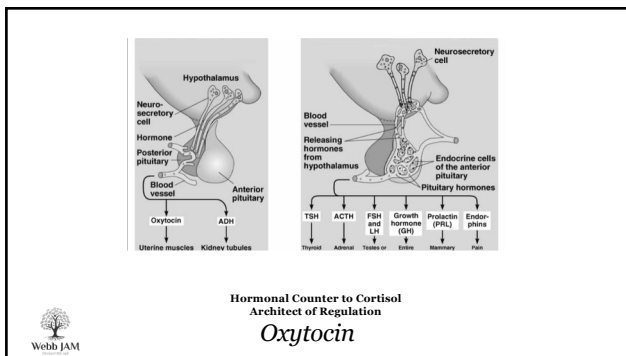 Hypothalamus
Neuro-
secretory
cell
Hormone
Posterior
pituitary
Blood
vessel
Anterior
pituitary
Oxytocin
ADH
Uterine muscles
Kidney tubules
Neurosecretory
cell
Blood
vessel
Releasing
hormones
from
hypothalamus
Endocrine cells
of the anterior
pituitary
Pituitary hormones
TSH
ACTH
FSH
and
LH
Growth
hormone
(GH)
Prolactin
(PRL)
Endor-
phins
Thyroid
Adrenal
Testes or
Entire
Mammary
Pain
Hormonal Counter to Cortisol
Architect of Regulation
Oxytocin
Webb JAM